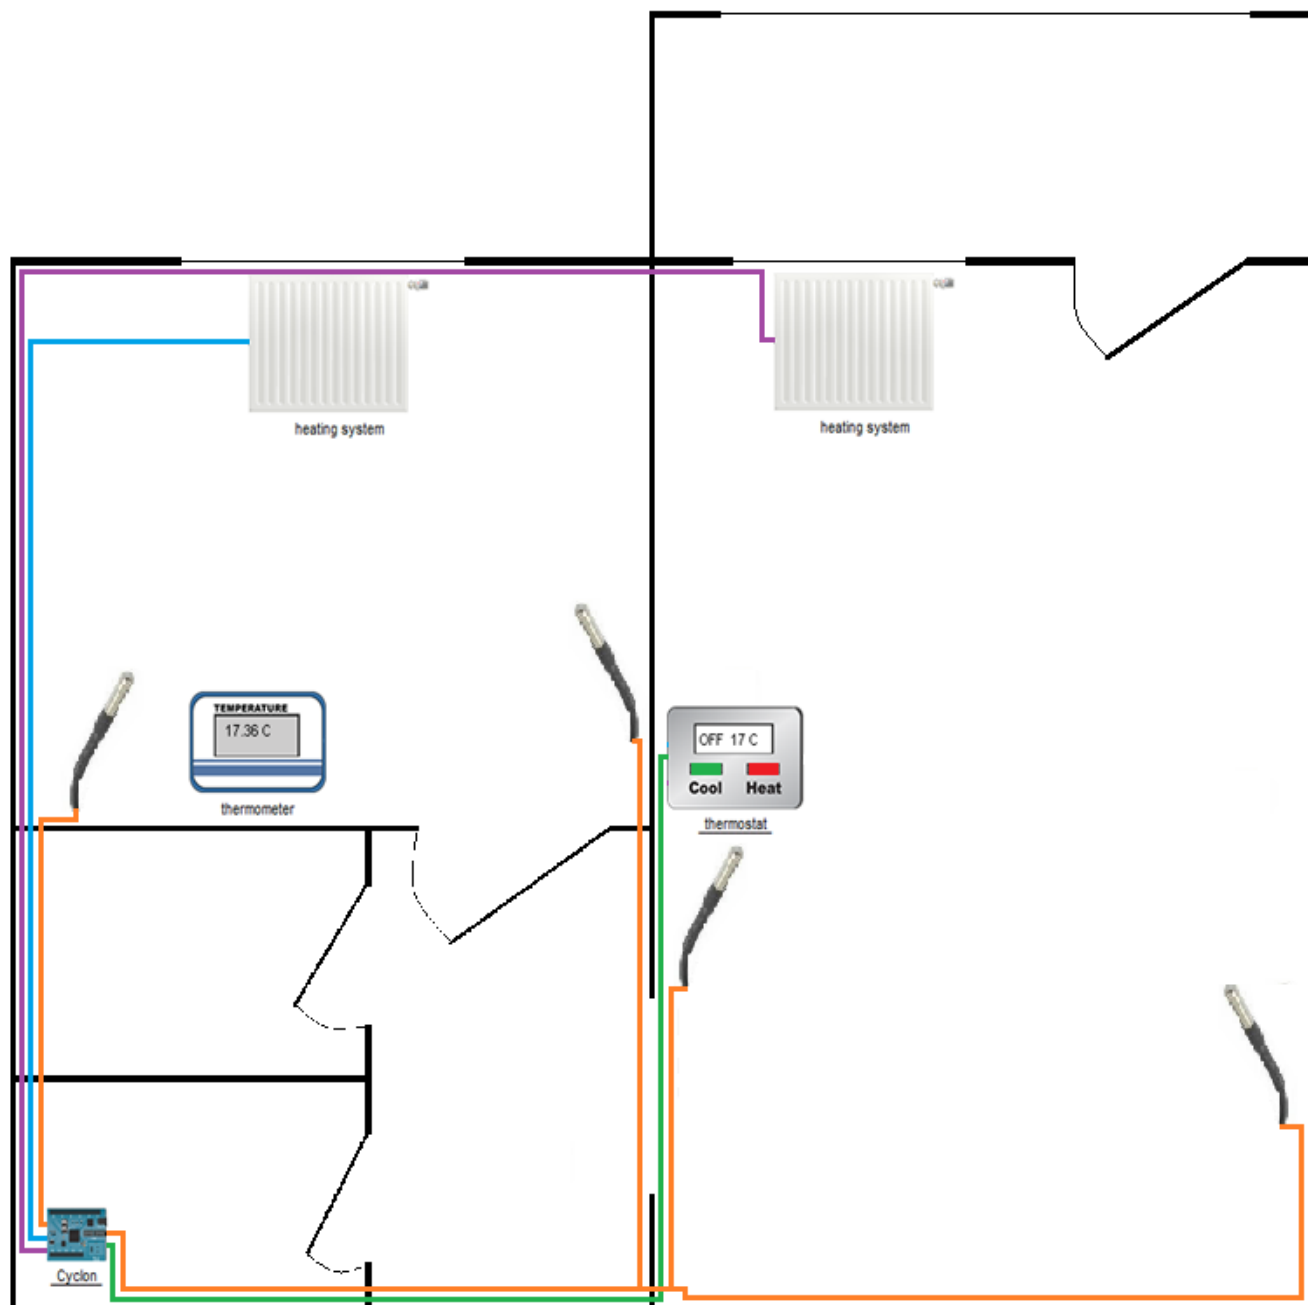 heating system
heating system
TEMPERATURE
17.36 C
thermometer
OFF 17 C
Cool Heat
thermostat
Cyclon